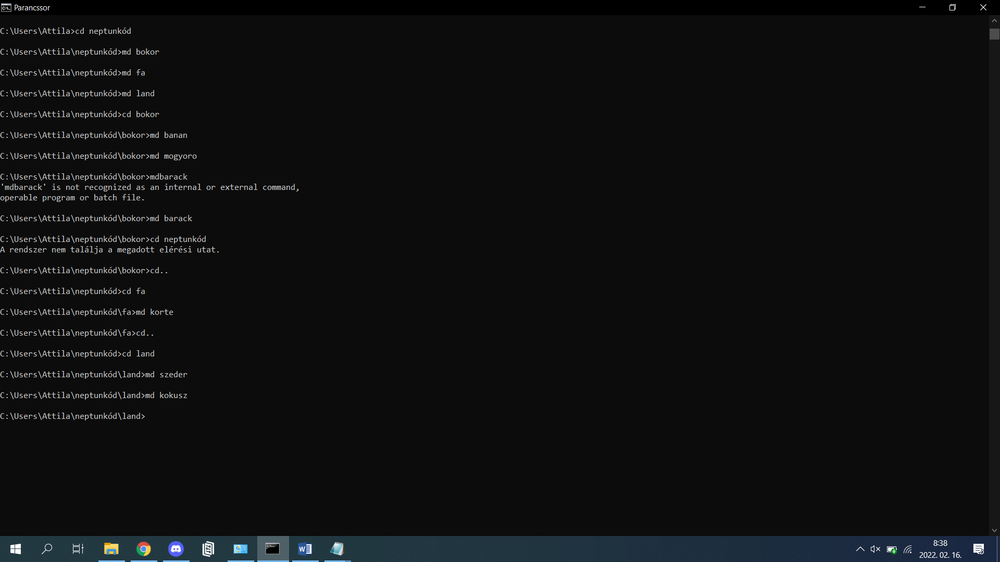 Parancssor
C:\Users\Attila>cd neptunkód
C:\Users\Attila\neptunkód>md bokor
C:\Users\Attila\neptunkód>md fa
C:\Users\Attila\neptunkód>md land
C:\Users\Attila\neptunkód>cd bokor
C:\Users\Attila\neptunkód\bokor>md banan
C:\Users\Attila\neptunkód\bokor>md mogyoro
C:\Users\Attila\neptunkód\bokor>mdbarack
'mdbarack' is not recognized as an internal or external command,
operable program or batch file.
C:\Users\Attila\neptunkód\bokor>md barack
C:\Users\Attila\neptunkód\bokor>cd neptunkód
A rendszer nem találja a megadott elérési utat.
C:\Users\Attila\neptunkód\bokor>cd..
C:\Users\Attila\neptunkód>cd fa
C:\Users\Attila\neptunkód\fa>md korte
C:\Users\Attila\neptunkód\fa>cd..
C:\Users\Attila\neptunkód>cd land
C:\Users\Attila\neptunkód\land>md szeder
C:\Users\Attila\neptunkód\land>md kokusz
C:\Users\Attila\neptunkód\land>
8:38
2022. 02. 16.